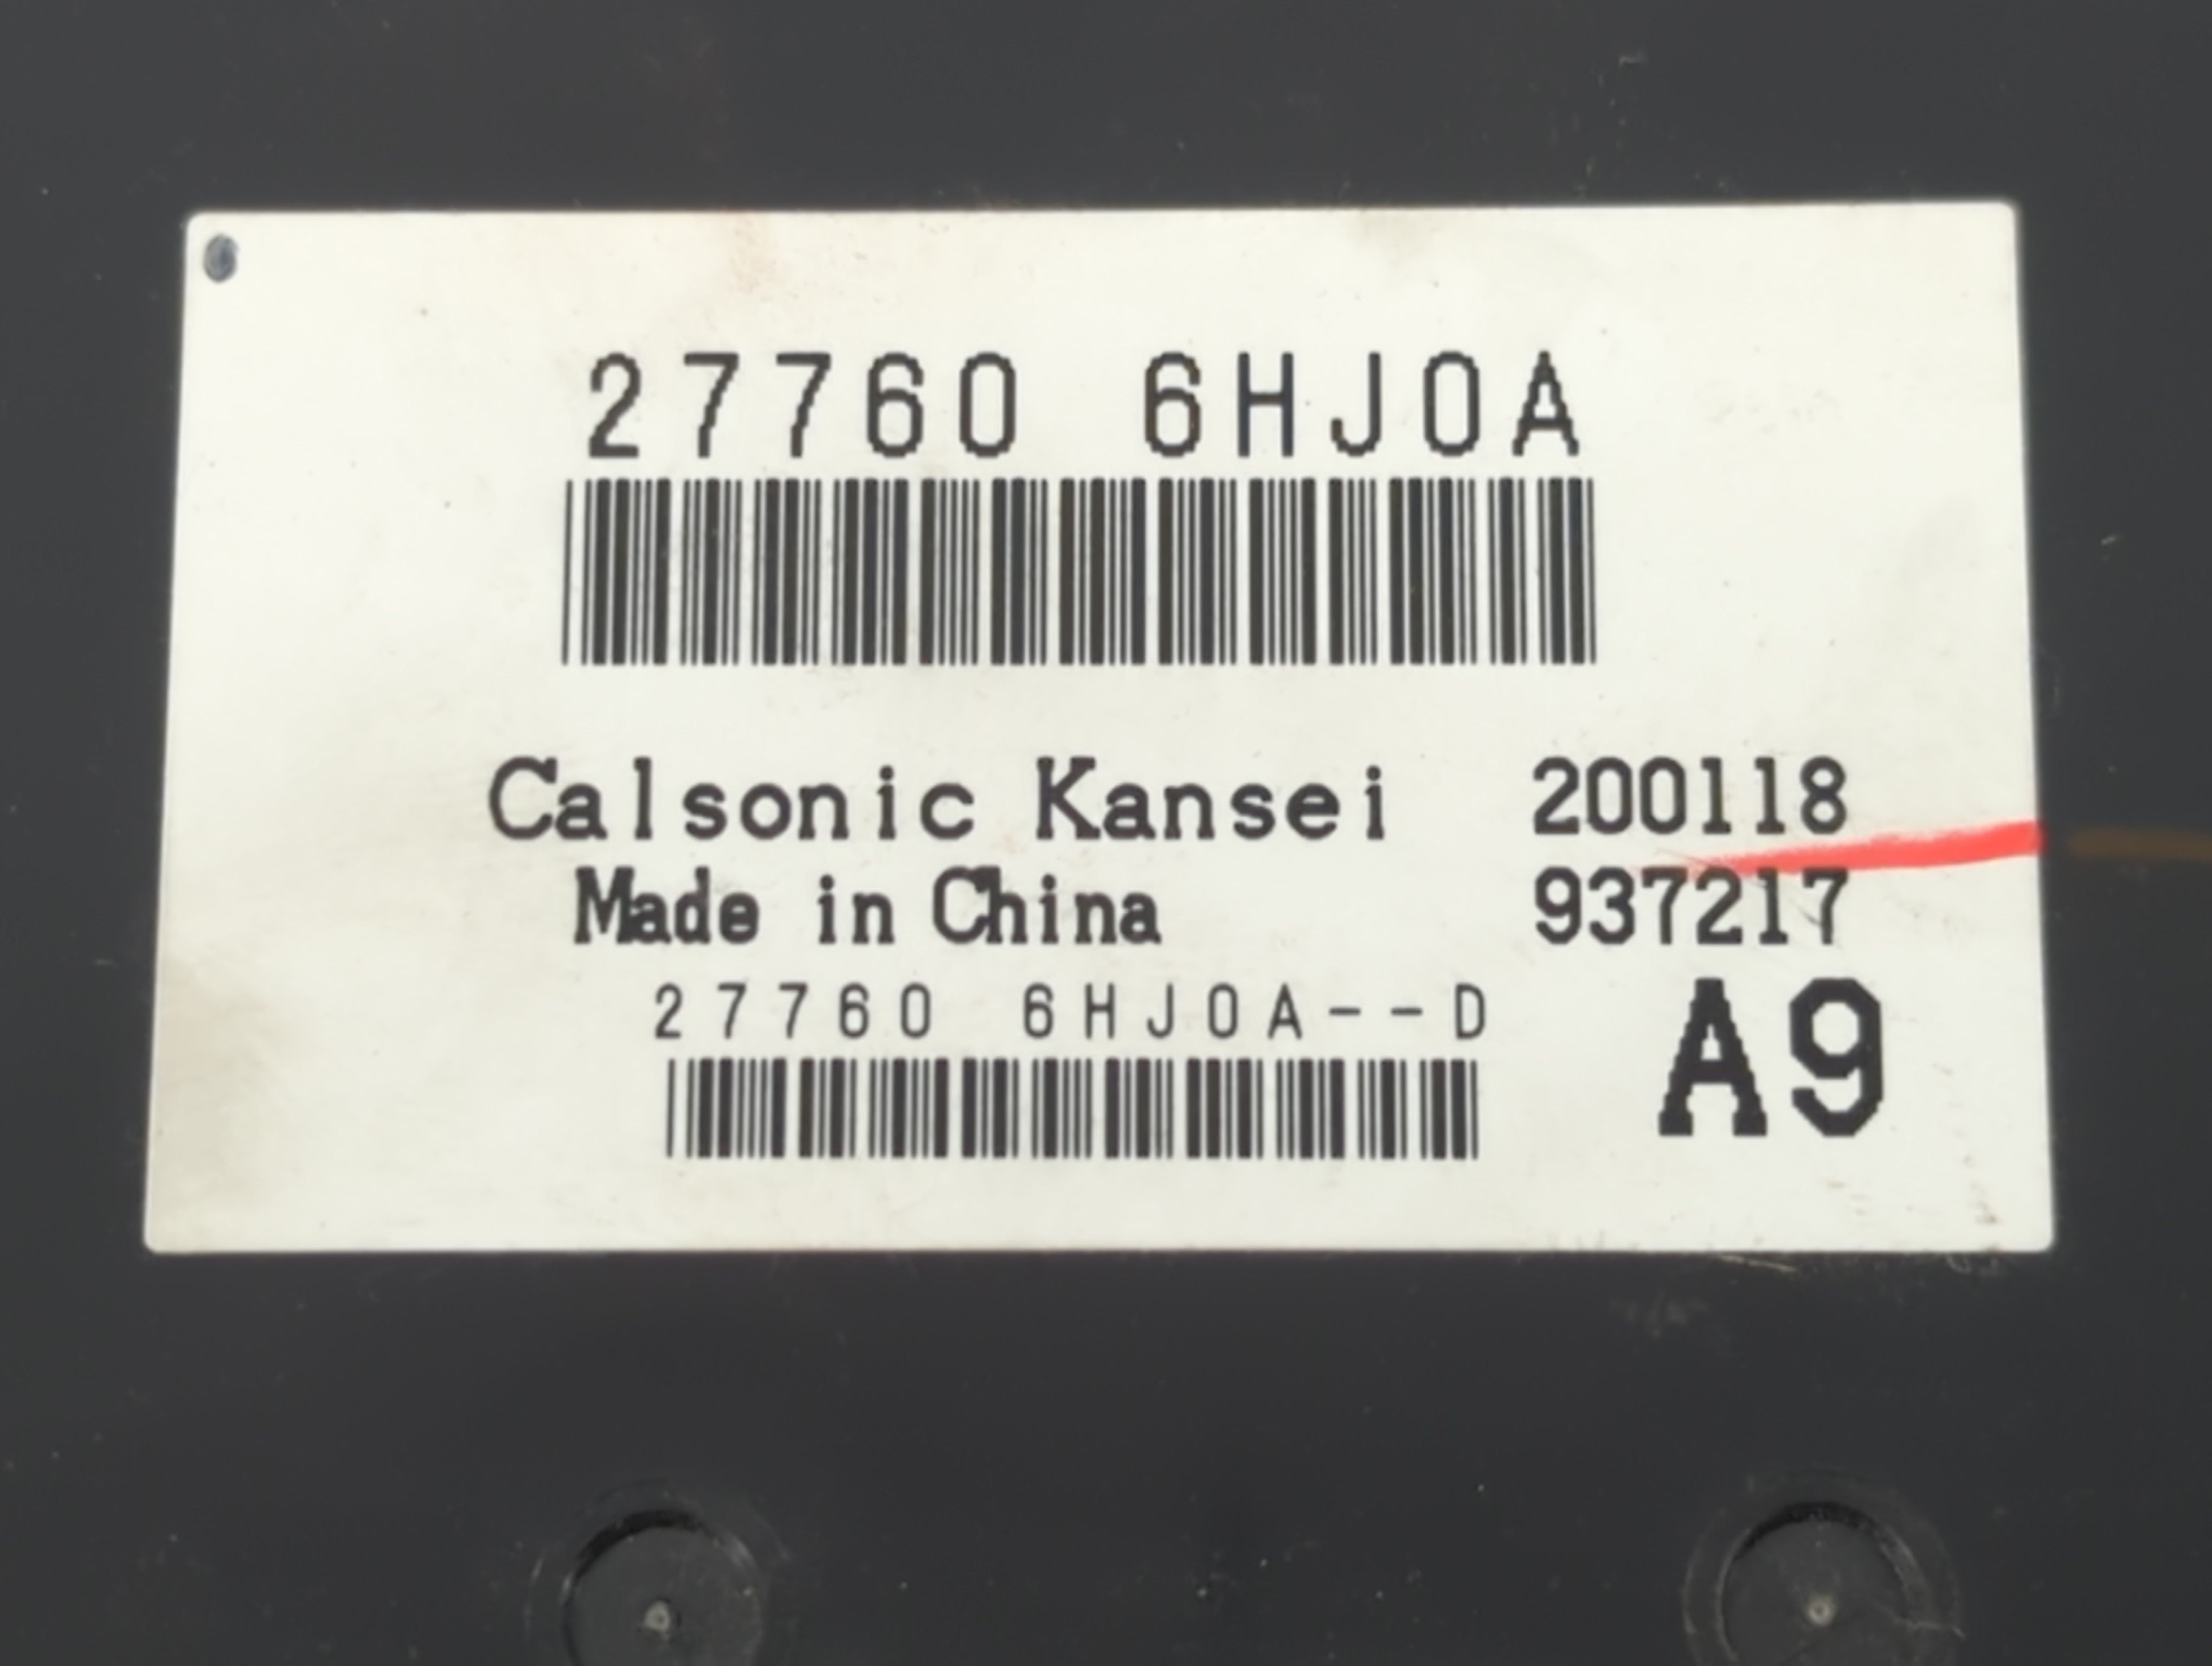 27760 6HJ0A
Calsonic Kansei 200118
Made in China 937217
27760 6HJ0A--D
A9